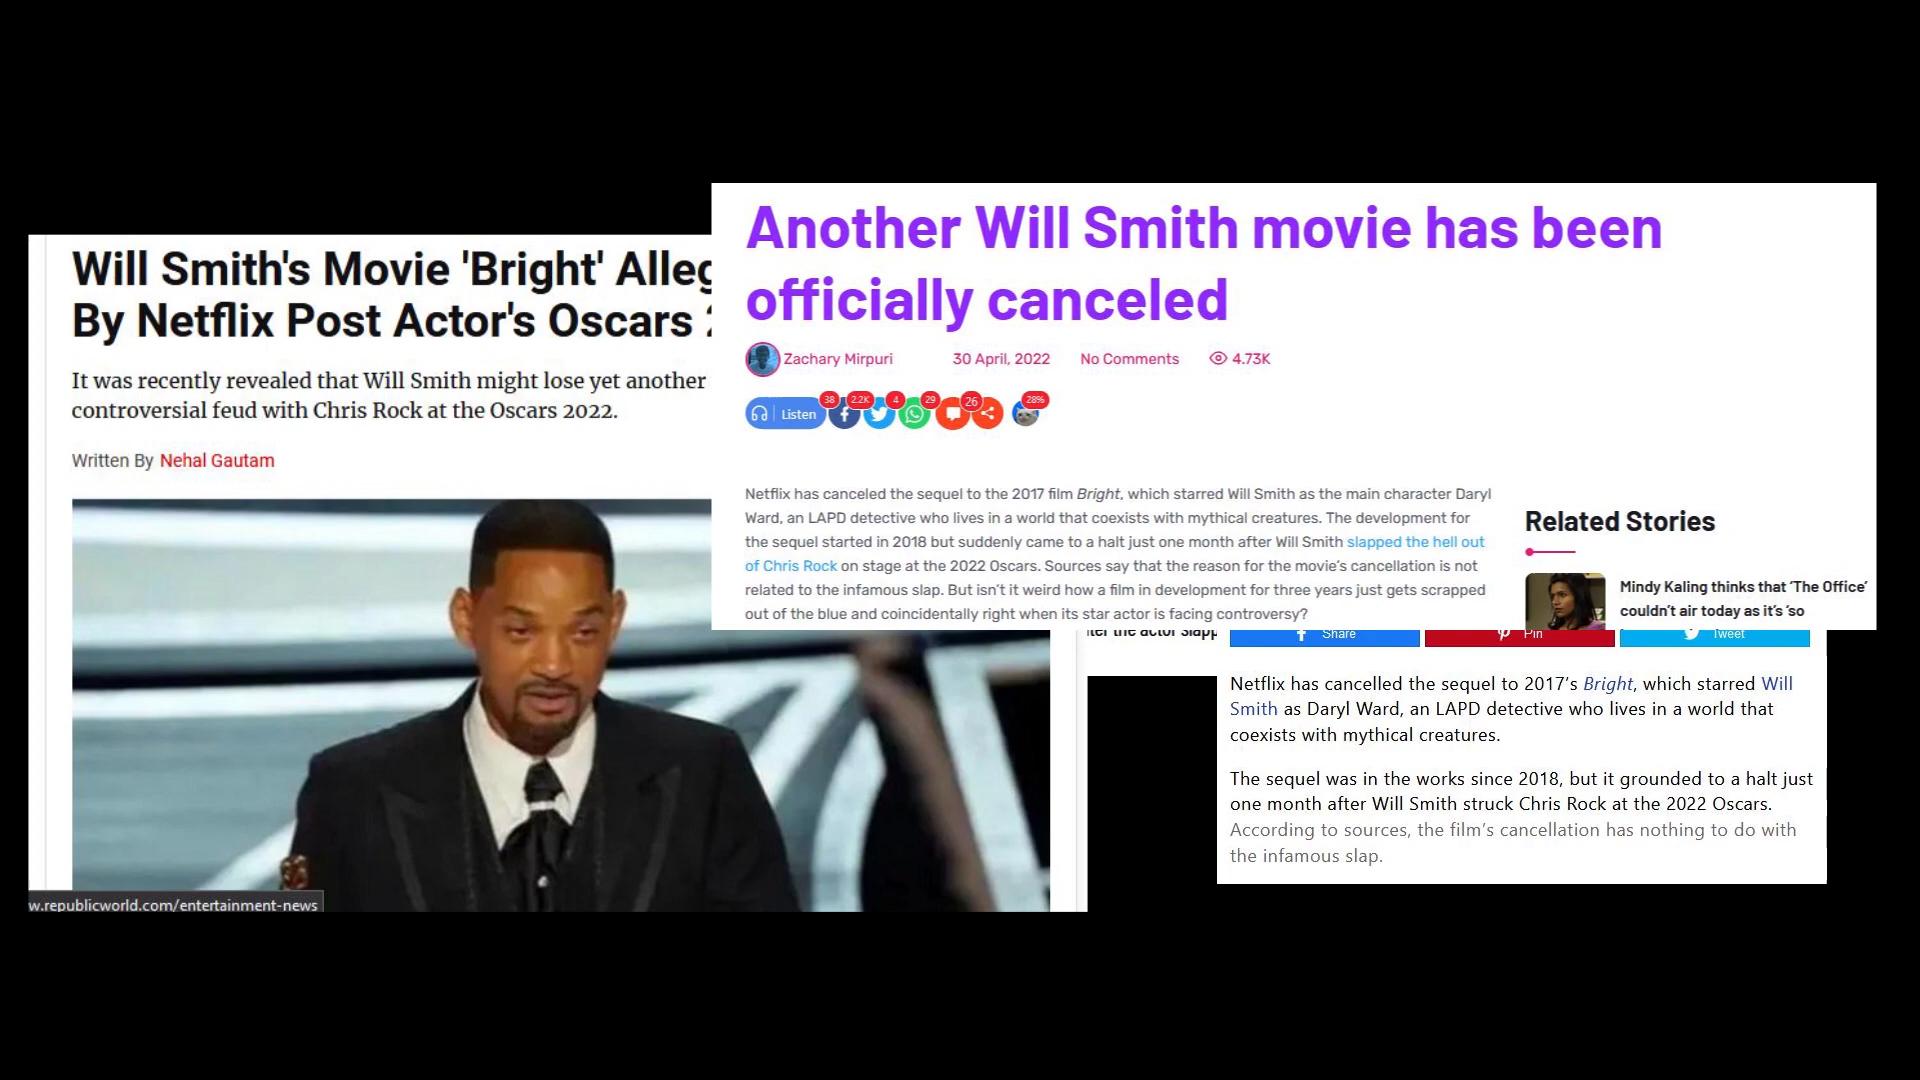 Will Smith's Movie 'Bright' Alleg
By Netflix Post Actor's Oscars
It was recently revealed that Will Smith might lose yet another
controversial feud with Chris Rock at the Oscars 2022.
Written By Nehal Gautam
w.republicworld.com/entertainment-news
Another Will Smith movie has been
officially canceled
Zachary Mirpuri 30 April, 2022 No Comments 4.73K
Listen 38 2.2K 4 29 26 28%
Netflix has canceled the sequel to the 2017 film Bright, which starred Will Smith as the main character Daryl
Ward, an LAPD detective who lives in a world that coexists with mythical creatures. The development for
the sequel started in 2018 but suddenly came to a halt just one month after Will Smith slapped the hell out
of Chris Rock on stage at the 2022 Oscars. Sources say that the reason for the movie's cancellation is not
related to the infamous slap. But isn't it weird how a film in development for three years just gets scrapped
out of the blue and coincidentally right when its star actor is facing controversy?
Related Stories
Mindy Kaling thinks that 'The Office'
couldn't air today as it's 'so
the actor slapp
Share Pin Tweet
Netflix has cancelled the sequel to 2017's Bright, which starred Will
Smith as Daryl Ward, an LAPD detective who lives in a world that
coexists with mythical creatures.
The sequel was in the works since 2018, but it grounded to a halt just
one month after Will Smith struck Chris Rock at the 2022 Oscars.
According to sources, the film's cancellation has nothing to do with
the infamous slap.